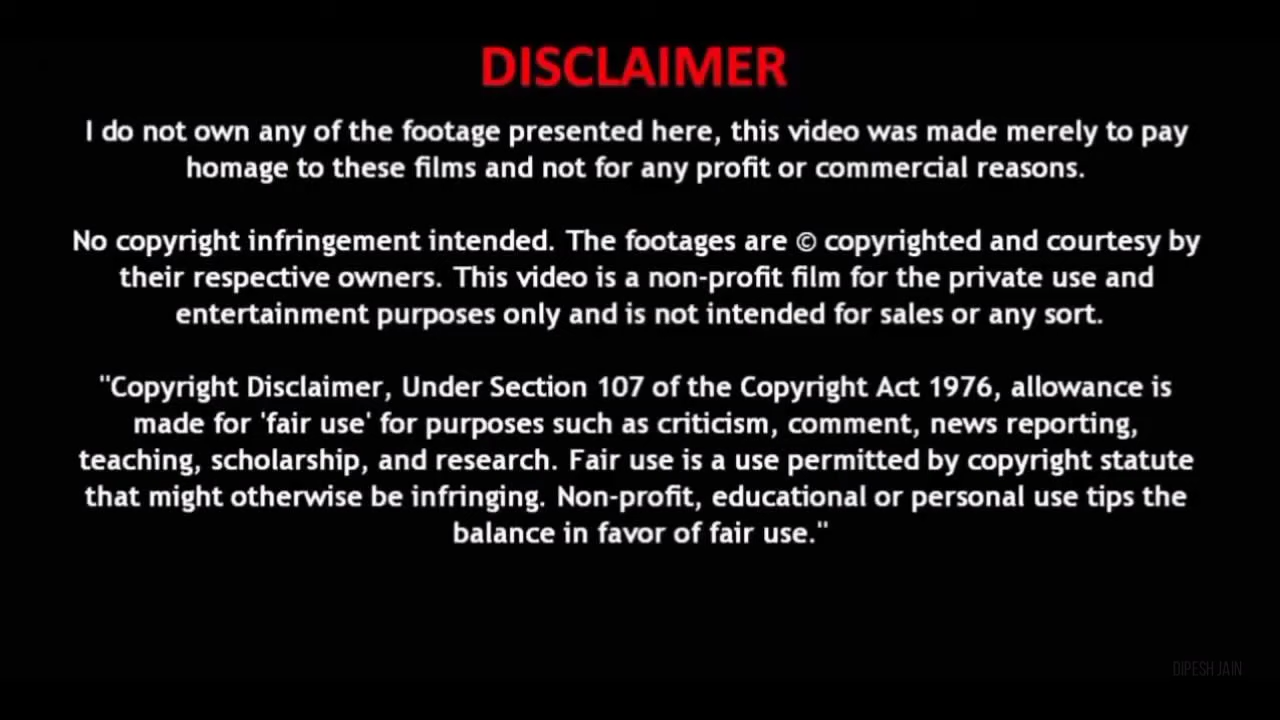 DISCLAIMER
I do not own any of the footage presented here, this video was made merely to pay
homage to these films and not for any profit or commercial reasons.
No copyright infringement intended. The footages are © copyrighted and courtesy by
their respective owners. This video is a non-profit film for the private use and
entertainment purposes only and is not intended for sales or any sort.
"Copyright Disclaimer, Under Section 107 of the Copyright Act 1976, allowance is
made for 'fair use' for purposes such as criticism, comment, news reporting,
teaching, scholarship, and research. Fair use is a use permitted by copyright statute
that might otherwise be infringing. Non-profit, educational or personal use tips the
balance in favor of fair use."
DIPESH JAIN